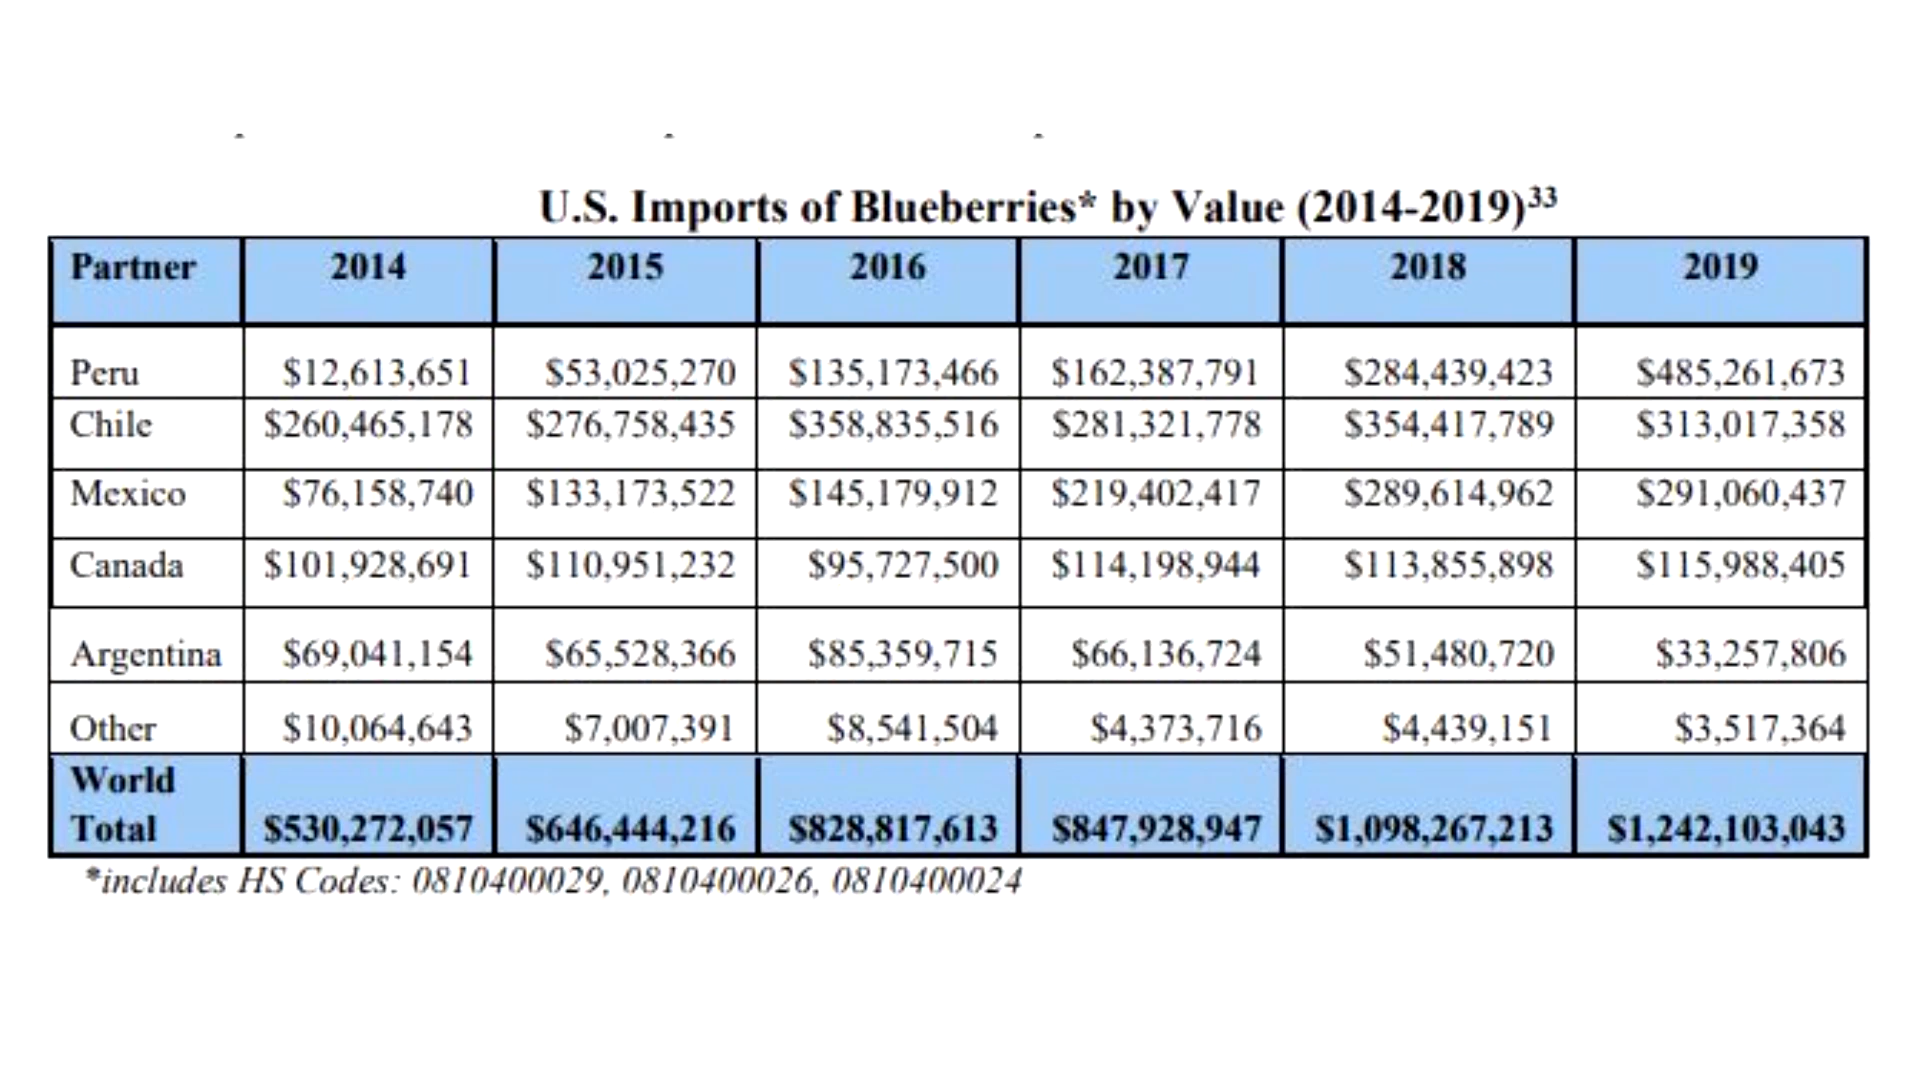 U.S. Imports of Blueberries* by Value (2014-2019)33
Partner 2014 2015 2016 2017 2018 2019
Peru $12,613,651 $53,025,270 $135,173,466 $162,387,791 $284,439,423 $485,261,673
Chile $260,465,178 $276,758,435 $358,835,516 $281,321,778 $354,417,789 $313,017,358
Mexico $76,158,740 $133,173,522 $145,179,912 $219,402,417 $289,614,962 $291,060,437
Canada $101,928,691 $110,951,232 $95,727,500 $114,198,944 $113,855,898 $115,988,405
Argentina $69,041,154 $65,528,366 $85,359,715 $66,136,724 $51,480,720 $33,257,806
Other $10,064,643 $7,007,391 $8,541,504 $4,373,716 $4,439,151 $3,517,364
World
Total $530,272,057 $646,444,216 $828,817,613 $847,928,947 $1,098,267,213 $1,242,103,043
*includes HS Codes: 0810400029, 0810400026, 0810400024